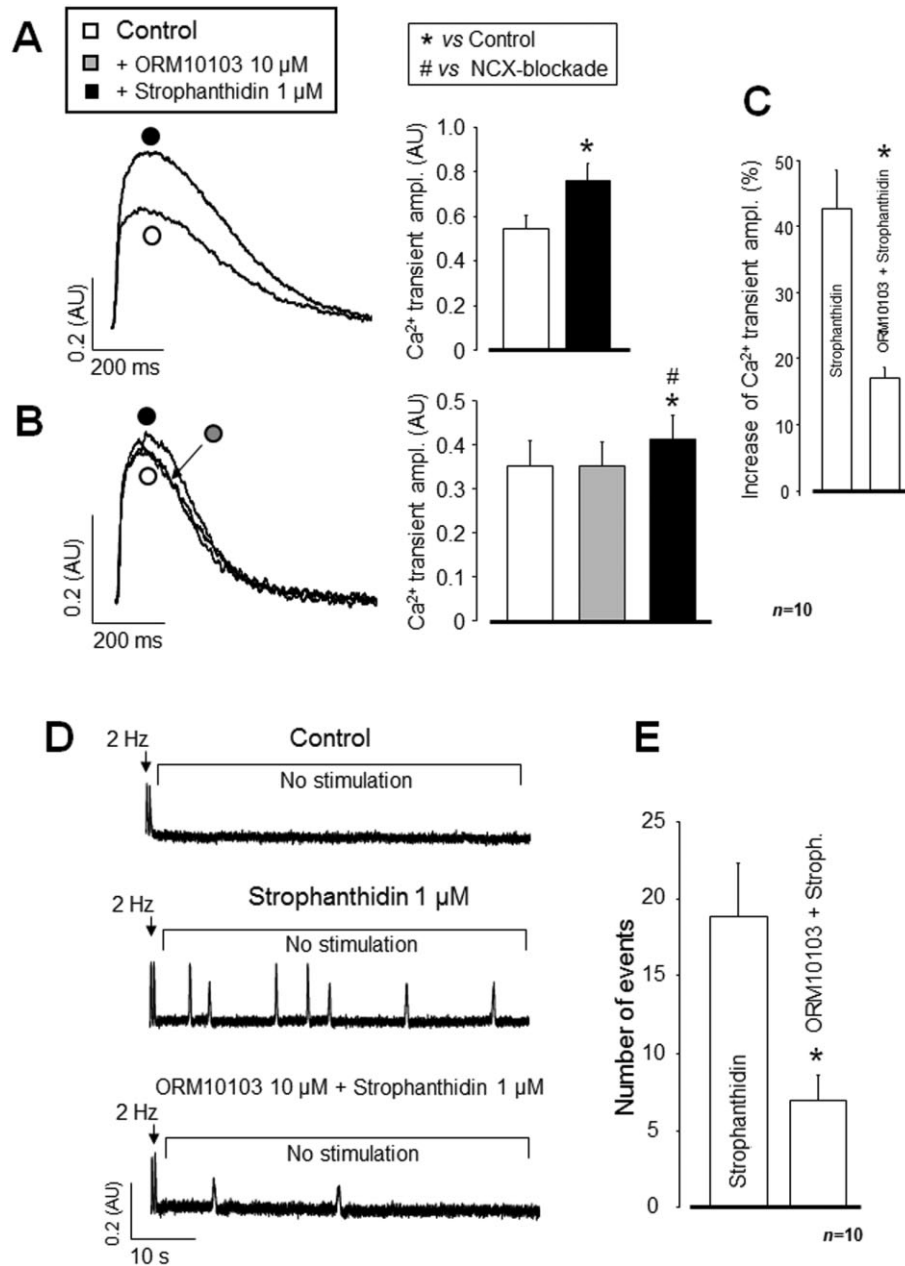 A
Control
+ ORM10103 10 µM
+ Strophanthidin 1 µM
* vs Control
# vs NCX-blockade
0.2 (AU)
200 ms
Ca²⁺ transient ampl. (AU)
1.0
0.8
0.6
0.4
0.2
0
*
C
Increase of Ca²⁺ transient ampl. (%)
50
40
30
20
10
0
Strophanthidin
* ORM10103 + Strophanthidin
n=10
B
0.2 (AU)
200 ms
Ca²⁺ transient ampl. (AU)
0.5
0.4
0.3
0.2
0.1
0
#
*
D
2 Hz
Control
No stimulation
2 Hz
Strophanthidin 1 µM
No stimulation
ORM10103 10 µM + Strophanthidin 1 µM
2 Hz
No stimulation
0.2 (AU)
10 s
E
Number of events
25
20
15
10
5
0
Strophanthidin
* ORM10103 + Stroph.
n=10